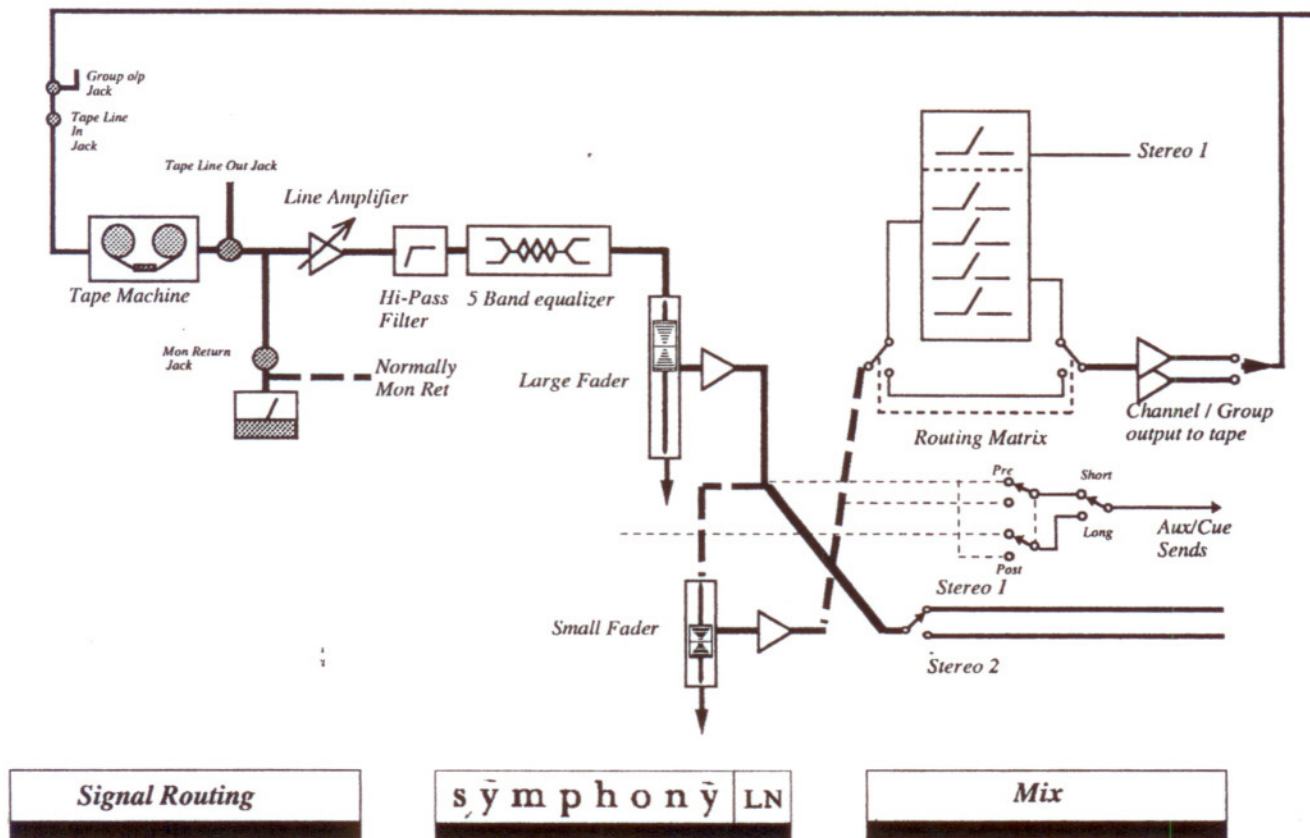 Group o/p
Jack
Tape Line
In
Jack
Tape Line Out Jack
Line Amplifier
Stereo 1
Tape Machine
Hi-Pass
Filter
5 Band equalizer
Mon Return
Jack
Normally
Mon Ret
Large Fader
Routing Matrix
Channel / Group
output to tape
Pre
Short
Long
Post
Aux/Cue
Sends
Small Fader
Stereo 1
Stereo 2
Signal Routing
symphony LN
Mix